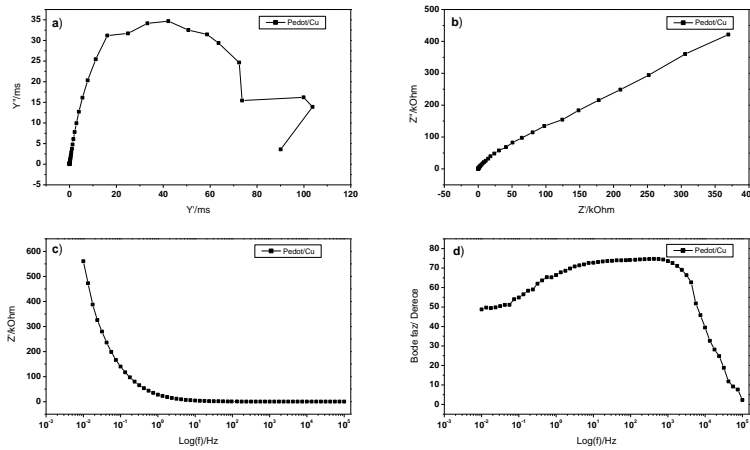 a)
Pedot/Cu
Y''/ms
35
30
25
20
15
10
5
0
-5
0 20 40 60 80 100 120
Y'/ms
b)
Pedot/Cu
Z''/kOhm
500
400
300
200
100
0
-100
-50 0 50 100 150 200 250 300 350 400
Z'/kOhm
c)
Pedot/Cu
Z'/kOhm
600
500
400
300
200
100
0
10⁻³ 10⁻² 10⁻¹ 10⁰ 10¹ 10² 10³ 10⁴ 10⁵
Log(f)/Hz
d)
Pedot/Cu
Bode faz/ Derece
80
70
60
50
40
30
20
10
0
10⁻³ 10⁻² 10⁻¹ 10⁰ 10¹ 10² 10³ 10⁴ 10⁵
Log(f)/Hz